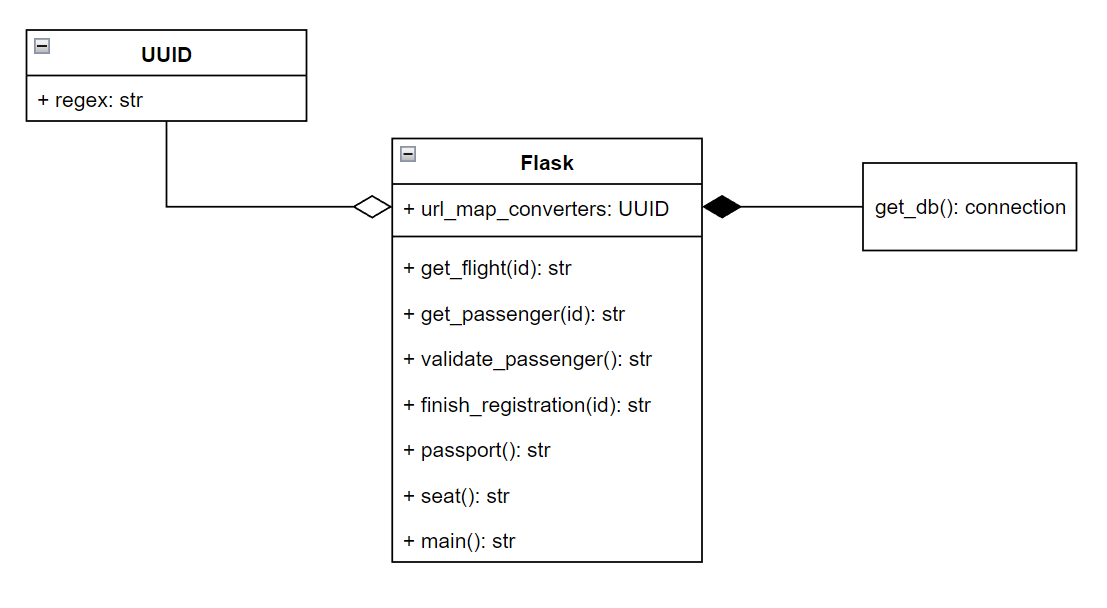 UUID
+ regex: str
Flask
+ url_map_converters: UUID
+ get_flight(id): str
+ get_passenger(id): str
+ validate_passenger(): str
+ finish_registration(id): str
+ passport(): str
+ seat(): str
+ main(): str
get_db(): connection